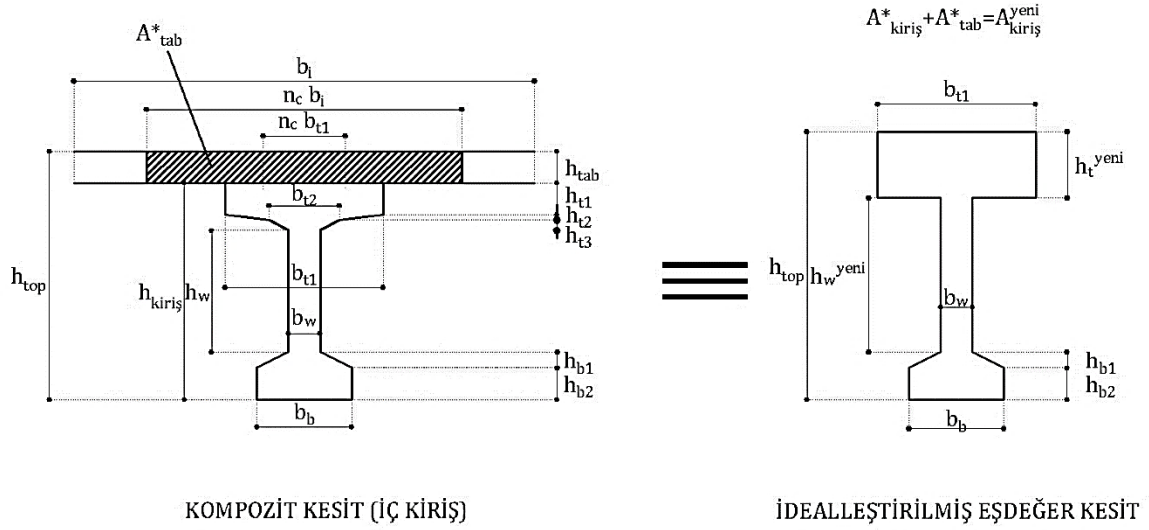 A*kiriş+A*tab=Akirişyeni
A*tab
bi
nc bi
nc bt1
htab
ht1
ht2
ht3
bt2
bt1
htop
hkiriş
hw
bw
hb1
hb2
bb
bt1
htyeni
htop
hwyeni
bw
hb1
hb2
bb
KOMPOZİT KESİT (İÇ KİRİŞ)
İDEALLEŞTİRİLMİŞ EŞDEĞER KESİT